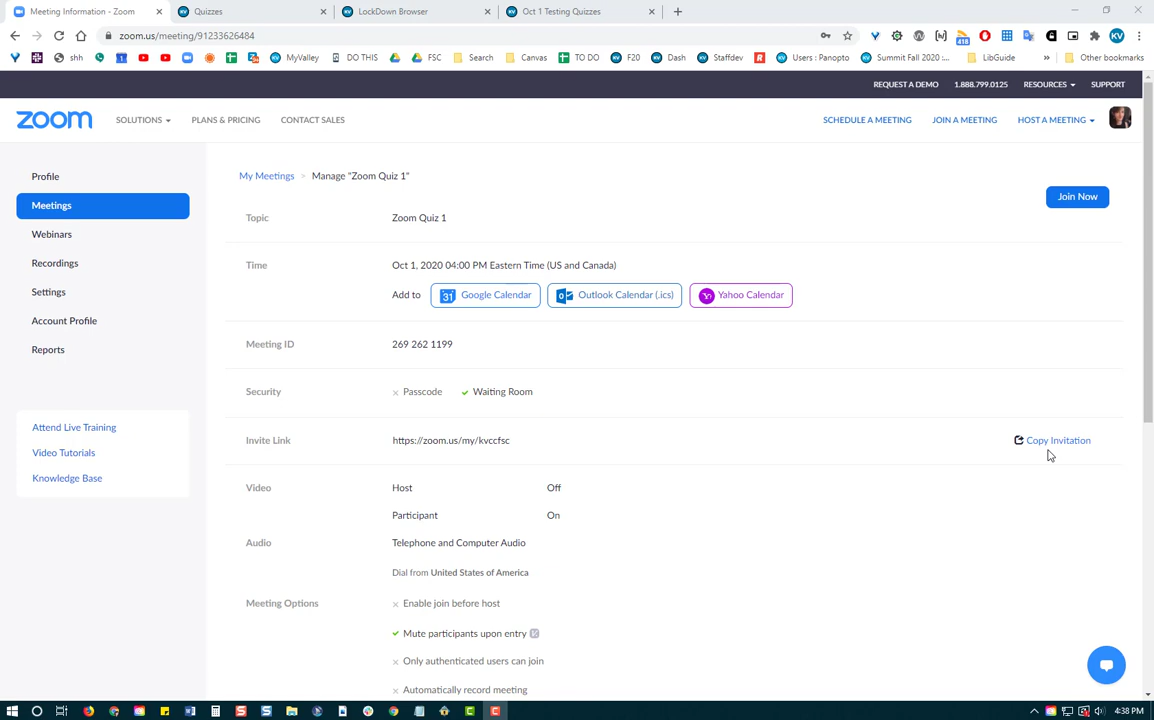 Meeting Information - Zoom
Quizzes
LockDown Browser
Oct 1 Testing Quizzes
zoom.us/meeting/91233626484
418
KV
shh
MyValley
DO THIS
FSC
Search
Canvas
TO DO
F20
Dash
Staffdev
Users : Panopto
Summit Fall 2020 :...
LibGuide
Other bookmarks
REQUEST A DEMO
1.888.799.0125
RESOURCES
SUPPORT
zoom
SOLUTIONS
PLANS & PRICING
CONTACT SALES
SCHEDULE A MEETING
JOIN A MEETING
HOST A MEETING
Profile
Meetings
Webinars
Recordings
Settings
Account Profile
Reports
Attend Live Training
Video Tutorials
Knowledge Base
My Meetings > Manage "Zoom Quiz 1"
Join Now
Topic
Zoom Quiz 1
Time
Oct 1, 2020 04:00 PM Eastern Time (US and Canada)
Add to
31 Google Calendar
Outlook Calendar (.ics)
Yahoo Calendar
Meeting ID
269 262 1199
Security
Passcode
Waiting Room
Invite Link
https://zoom.us/my/kvccfsc
Copy Invitation
Video
Host
Off
Participant
On
Audio
Telephone and Computer Audio
Dial from United States of America
Meeting Options
Enable join before host
Mute participants upon entry
Only authenticated users can join
Automatically record meeting
4:38 PM